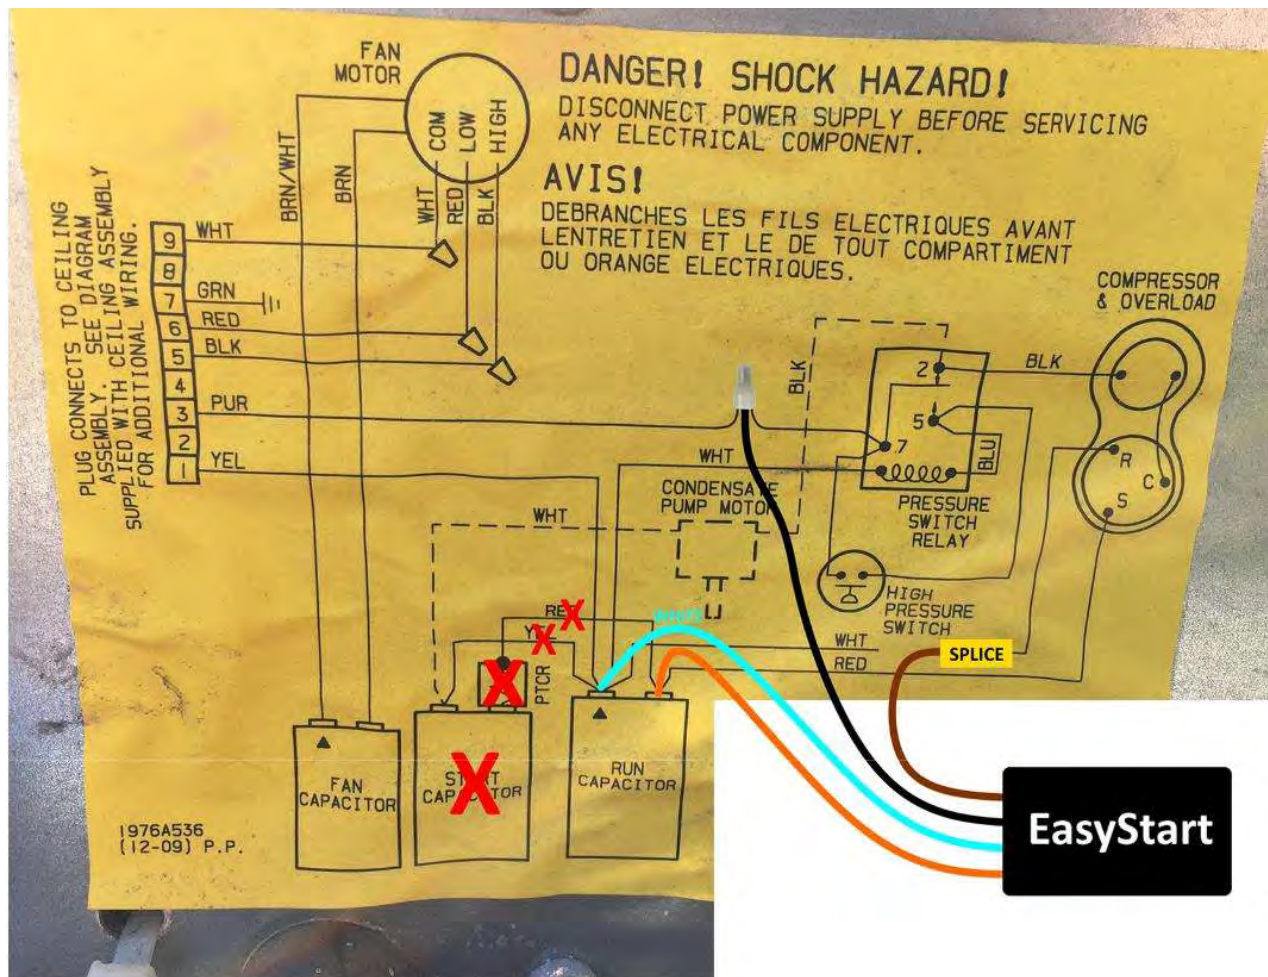 FAN
MOTOR
COM
LOW
HIGH
DANGER! SHOCK HAZARD!
DISCONNECT POWER SUPPLY BEFORE SERVICING
ANY ELECTRICAL COMPONENT.
AVIS!
DEBRANCHES LES FILS ELECTRIQUES AVANT
LENTRETIEN ET LE DE TOUT COMPARTIMENT
OU ORANGE ELECTRIQUES.
BRN/WHT
BRN
WHT
RED
BLK
PLUG CONNECTS TO CEILING
ASSEMBLY. SEE DIAGRAM
SUPPLIED WITH CEILING ASSEMBLY
FOR ADDITIONAL WIRING.
9 WHT
8
7 GRN
6 RED
5 BLK
4
3 PUR
2
1 YEL
COMPRESSOR
& OVERLOAD
BLK
2
BLK
5
7
BLU
R
C
S
WHT
PRESSURE
SWITCH
RELAY
CONDENSATE
PUMP MOTOR
WHT
HIGH
PRESSURE
SWITCH
YEL
WHITE
WHT
RED
SPLICE
X
X
X
X
PTCR
FAN
CAPACITOR
START
CAPACITOR
RUN
CAPACITOR
1976A536
(12-09) P.P.
EasyStart